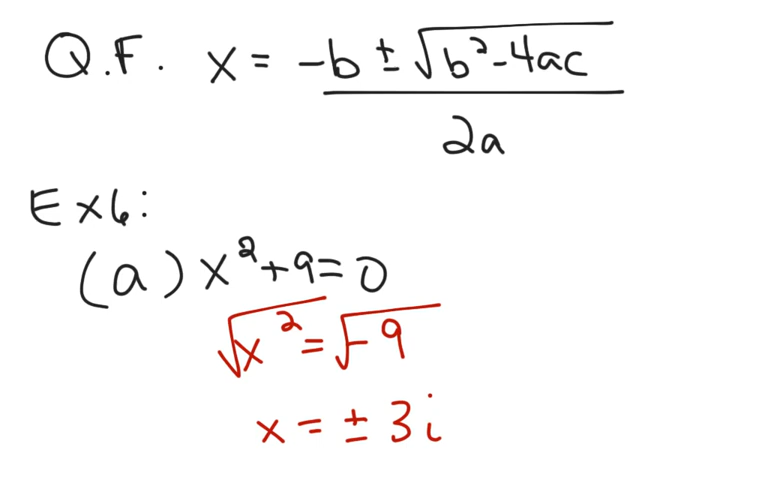 Q.F. x = -b ± √b²-4ac
2a
Ex6:
(a) x²+9=0
√x² = √-9
x = ± 3i